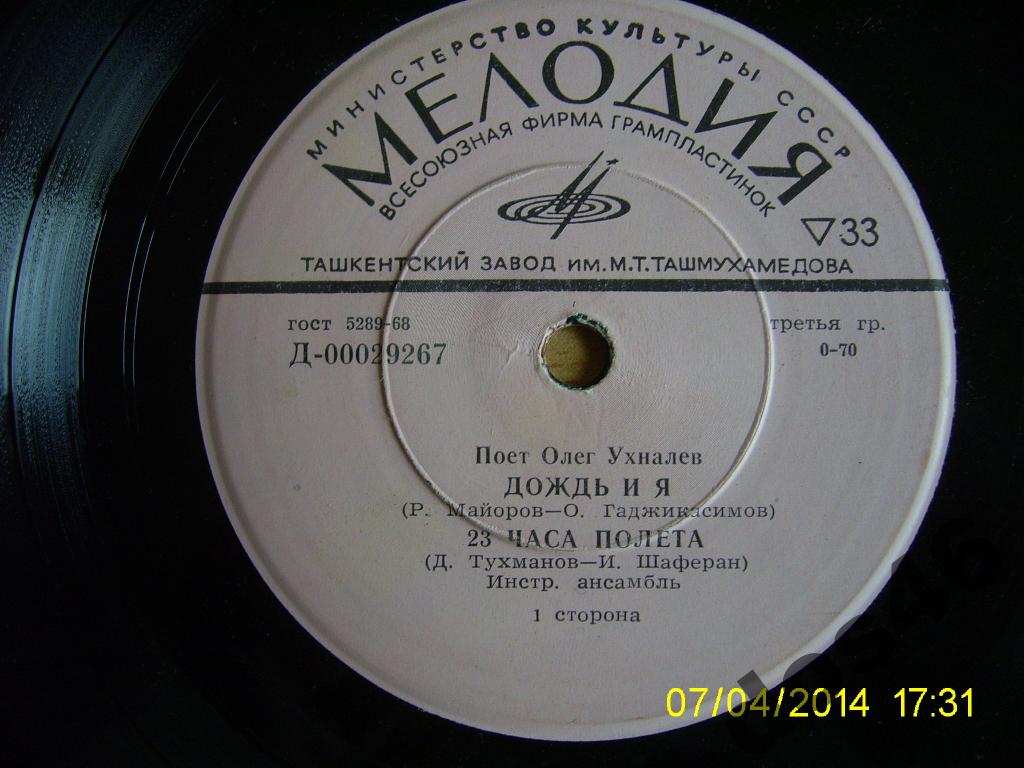 МИНИСТЕРСТВО КУЛЬТУРЫ СССР
МЕЛОДИЯ
ВСЕСОЮЗНАЯ ФИРМА ГРАМПЛАСТИНОК
33
ТАШКЕНТСКИЙ ЗАВОД ИМ. М.Т.ТАШМУХАМЕДОВА
гост 5289-68
третья гр.
Д-00029267
0-70
Поет Олег Ухналев
ДОЖДЬ И Я
(Р. Майоров—О. Гаджикасимов)
23 ЧАСА ПОЛЕТА
(Д. Тухманов—И. Шаферан)
Инстр. ансамбль
1 сторона
07/04/2014 17:31